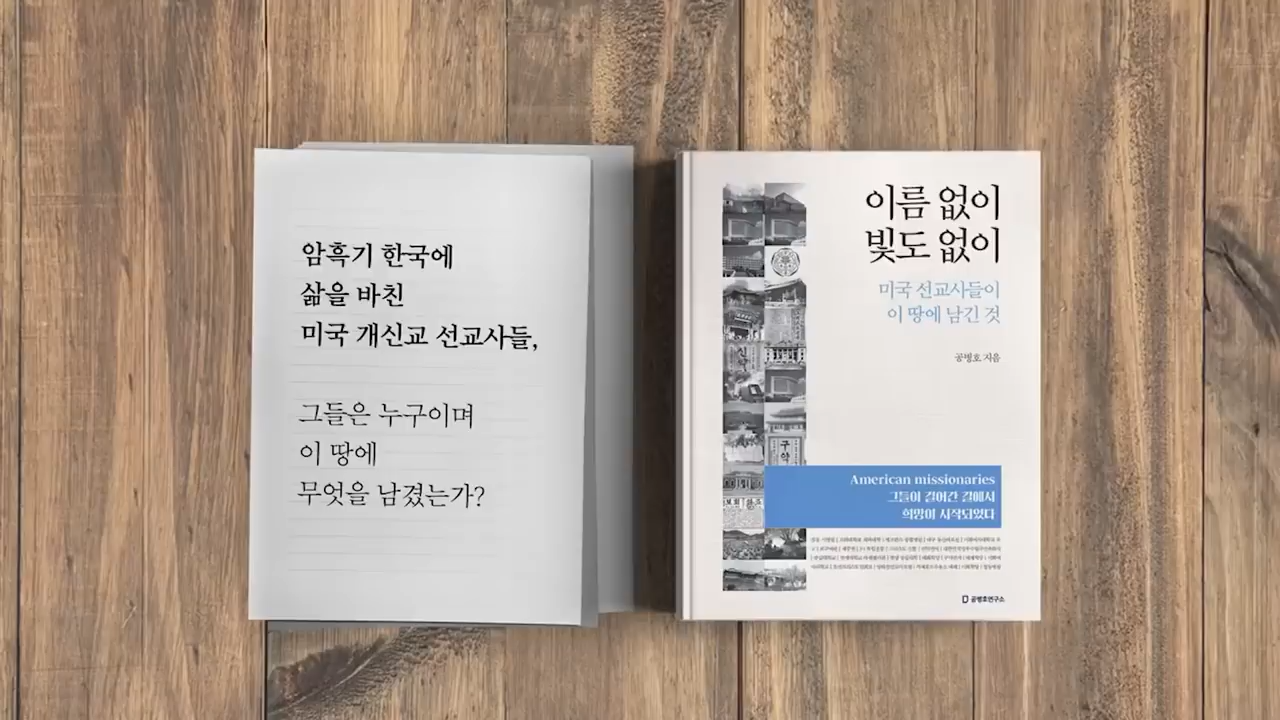 암흑기 한국에
삶을 바친
미국 개신교 선교사들,
그들은 누구이며
이 땅에
무엇을 남겼는가?
이름 없이
빛도 없이
미국 선교사들이
이 땅에 남긴 것
공병호 지음
구약
American missionaries
그들이 걸어간 길에서
희망이 시작되었다
공병호연구소